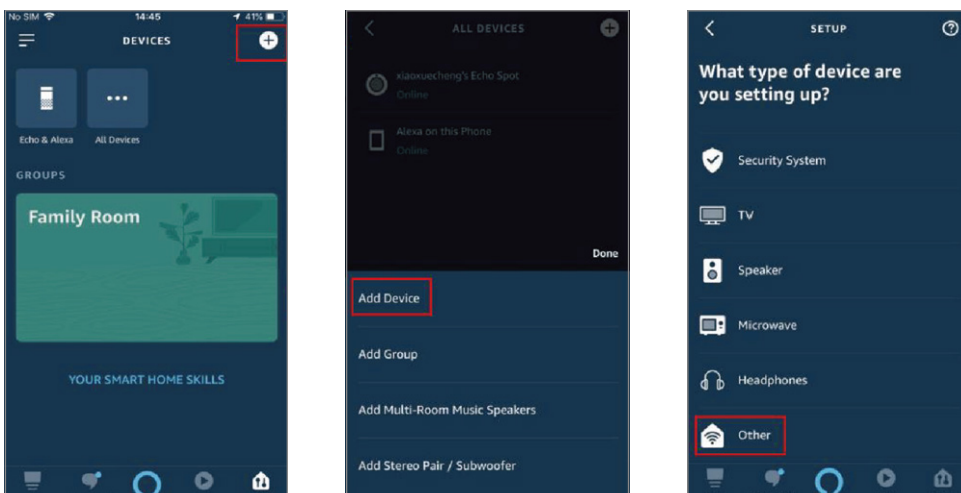 No SIM 14:45 41%
DEVICES
Echo & Alexa All Devices
GROUPS
Family Room
YOUR SMART HOME SKILLS
ALL DEVICES
xiaoxuecheng's Echo Spot
Online
Alexa on this Phone
Online
Done
Add Device
Add Group
Add Multi-Room Music Speakers
Add Stereo Pair / Subwoofer
SETUP
What type of device are
you setting up?
Security System
TV
Speaker
Microwave
Headphones
Other